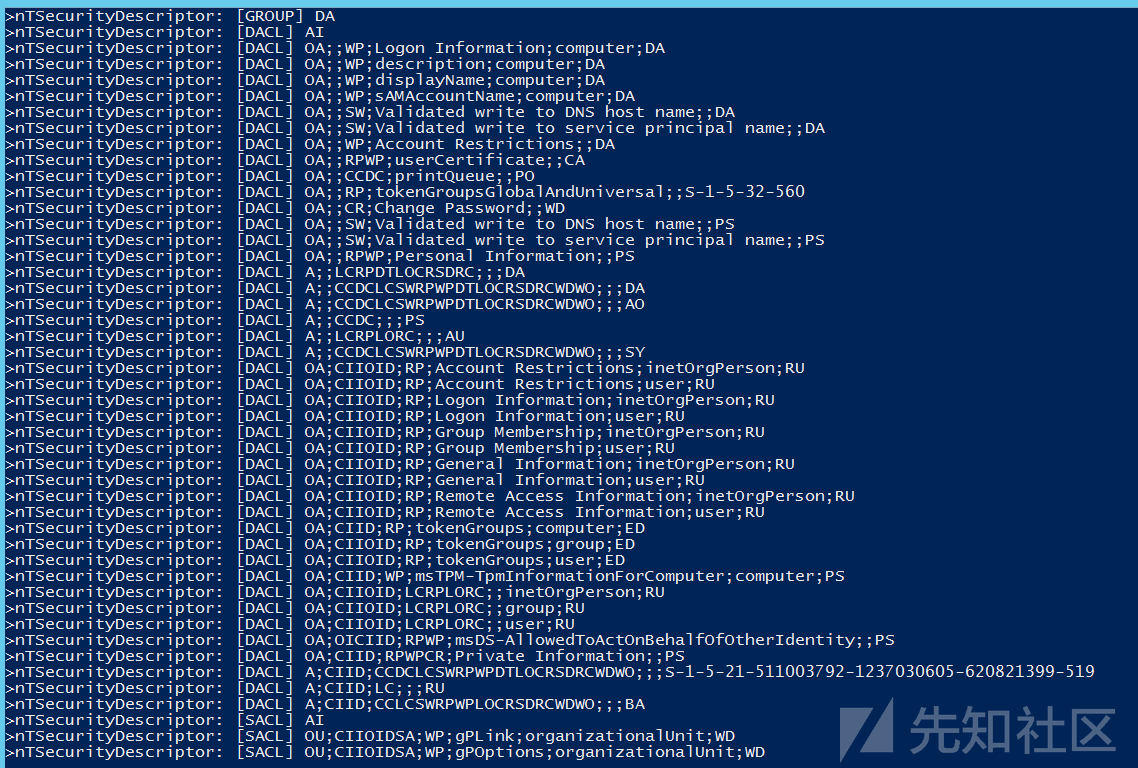 >nTSecurityDescriptor: [GROUP] DA
>nTSecurityDescriptor: [DACL] AI
>nTSecurityDescriptor: [DACL] OA;;WP;Logon Information;computer;DA
>nTSecurityDescriptor: [DACL] OA;;WP;description;computer;DA
>nTSecurityDescriptor: [DACL] OA;;WP;displayName;computer;DA
>nTSecurityDescriptor: [DACL] OA;;WP;sAMAccountName;computer;DA
>nTSecurityDescriptor: [DACL] OA;;SW;Validated write to DNS host name;;DA
>nTSecurityDescriptor: [DACL] OA;;SW;Validated write to service principal name;;DA
>nTSecurityDescriptor: [DACL] OA;;WP;Account Restrictions;;DA
>nTSecurityDescriptor: [DACL] OA;;RPWP;userCertificate;;CA
>nTSecurityDescriptor: [DACL] OA;;CCDC;printQueue;;PO
>nTSecurityDescriptor: [DACL] OA;;RP;tokenGroupsGlobalAndUniversal;;S-1-5-32-560
>nTSecurityDescriptor: [DACL] OA;;CR;Change Password;;WD
>nTSecurityDescriptor: [DACL] OA;;SW;Validated write to DNS host name;;PS
>nTSecurityDescriptor: [DACL] OA;;SW;Validated write to service principal name;;PS
>nTSecurityDescriptor: [DACL] OA;;RPWP;Personal Information;;PS
>nTSecurityDescriptor: [DACL] A;;LCRPDTLOCRSDRC;;;DA
>nTSecurityDescriptor: [DACL] A;;CCDCLCSWRPWPDTLOCRSDRCWDWO;;;DA
>nTSecurityDescriptor: [DACL] A;;CCDCLCSWRPWPDTLOCRSDRCWDWO;;;AO
>nTSecurityDescriptor: [DACL] A;;CCDC;;;PS
>nTSecurityDescriptor: [DACL] A;;LCRPLORC;;;AU
>nTSecurityDescriptor: [DACL] A;;CCDCLCSWRPWPDTLOCRSDRCWDWO;;;SY
>nTSecurityDescriptor: [DACL] OA;CIIOID;RP;Account Restrictions;inetOrgPerson;RU
>nTSecurityDescriptor: [DACL] OA;CIIOID;RP;Account Restrictions;user;RU
>nTSecurityDescriptor: [DACL] OA;CIIOID;RP;Logon Information;inetOrgPerson;RU
>nTSecurityDescriptor: [DACL] OA;CIIOID;RP;Logon Information;user;RU
>nTSecurityDescriptor: [DACL] OA;CIIOID;RP;Group Membership;inetOrgPerson;RU
>nTSecurityDescriptor: [DACL] OA;CIIOID;RP;Group Membership;user;RU
>nTSecurityDescriptor: [DACL] OA;CIIOID;RP;General Information;inetOrgPerson;RU
>nTSecurityDescriptor: [DACL] OA;CIIOID;RP;General Information;user;RU
>nTSecurityDescriptor: [DACL] OA;CIIOID;RP;Remote Access Information;inetOrgPerson;RU
>nTSecurityDescriptor: [DACL] OA;CIIOID;RP;Remote Access Information;user;RU
>nTSecurityDescriptor: [DACL] OA;CIID;RP;tokenGroups;computer;ED
>nTSecurityDescriptor: [DACL] OA;CIIOID;RP;tokenGroups;group;ED
>nTSecurityDescriptor: [DACL] OA;CIIOID;RP;tokenGroups;user;ED
>nTSecurityDescriptor: [DACL] OA;CIID;WP;msTPM-TpmInformationForComputer;computer;PS
>nTSecurityDescriptor: [DACL] OA;CIIOID;LCRPLORC;;inetOrgPerson;RU
>nTSecurityDescriptor: [DACL] OA;CIIOID;LCRPLORC;;group;RU
>nTSecurityDescriptor: [DACL] OA;CIIOID;LCRPLORC;;user;RU
>nTSecurityDescriptor: [DACL] OA;OICIID;RPWP;msDS-AllowedToActOnBehalfOfOtherIdentity;;PS
>nTSecurityDescriptor: [DACL] OA;CIID;RPWPCR;Private Information;;PS
>nTSecurityDescriptor: [DACL] A;CIID;CCDCLCSWRPWPDTLOCRSDRCWDWO;;;S-1-5-21-511003792-1237030605-620821399-519
>nTSecurityDescriptor: [DACL] A;CIID;LC;;;RU
>nTSecurityDescriptor: [DACL] A;CIID;CCLCSWRPWPLOCRSDRCWDWO;;;BA
>nTSecurityDescriptor: [SACL] AI
>nTSecurityDescriptor: [SACL] OU;CIIOIDSA;WP;gPLink;organizationalUnit;WD
>nTSecurityDescriptor: [SACL] OU;CIIOIDSA;WP;gPOptions;organizationalUnit;WD
先知社区